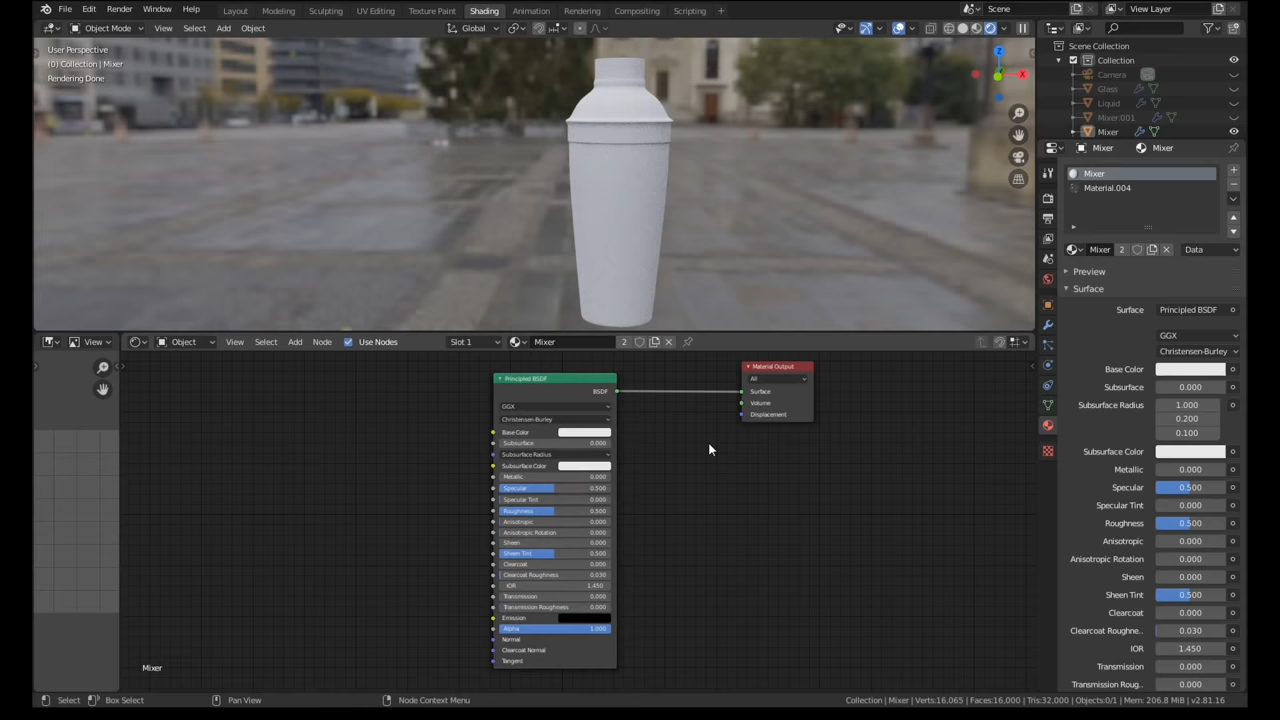 File Edit Render Window Help Layout Modeling Sculpting UV Editing Texture Paint Shading Animation Rendering Compositing Scripting + Scene View Layer
Object Mode View Select Add Object Global
User Perspective
(0) Collection | Mixer
Rendering Done
Z
X
Scene Collection
Collection
Camera
Glass
Liquid
Mixer.001
Mixer
Mixer Mixer
Mixer
Material.004
Mixer 2 Data
Preview
Surface
Surface Principled BSDF
GGX
Christensen-Burley
Base Color
Subsurface 0.000
Subsurface Radius 1.000
0.200
0.100
Subsurface Color
Metallic 0.000
Specular 0.500
Specular Tint 0.000
Roughness 0.500
Anisotropic 0.000
Anisotropic Rotation 0.000
Sheen 0.000
Sheen Tint 0.500
Clearcoat 0.000
Clearcoat Roughne.. 0.030
IOR 1.450
Transmission 0.000
Transmission Roug.. 0.000
View Object View Select Add Node Use Nodes Slot 1 Mixer 2
Principled BSDF
BSDF
GGX
Christensen-Burley
Base Color
Subsurface 0.000
Subsurface Radius
Subsurface Color
Metallic 0.000
Specular 0.500
Specular Tint 0.000
Roughness 0.500
Anisotropic 0.000
Anisotropic Rotation 0.000
Sheen 0.000
Sheen Tint 0.500
Clearcoat 0.000
Clearcoat Roughness 0.030
IOR 1.450
Transmission 0.000
Transmission Roughness 0.000
Emission
Alpha 1.000
Normal
Clearcoat Normal
Tangent
Material Output
All
Surface
Volume
Displacement
Mixer
Select Box Select Pan View Node Context Menu Collection | Mixer | Verts:16,065 | Faces:16,000 | Tris:32,000 | Objects:0/1 | Mem: 206.8 MiB | v2.81.16